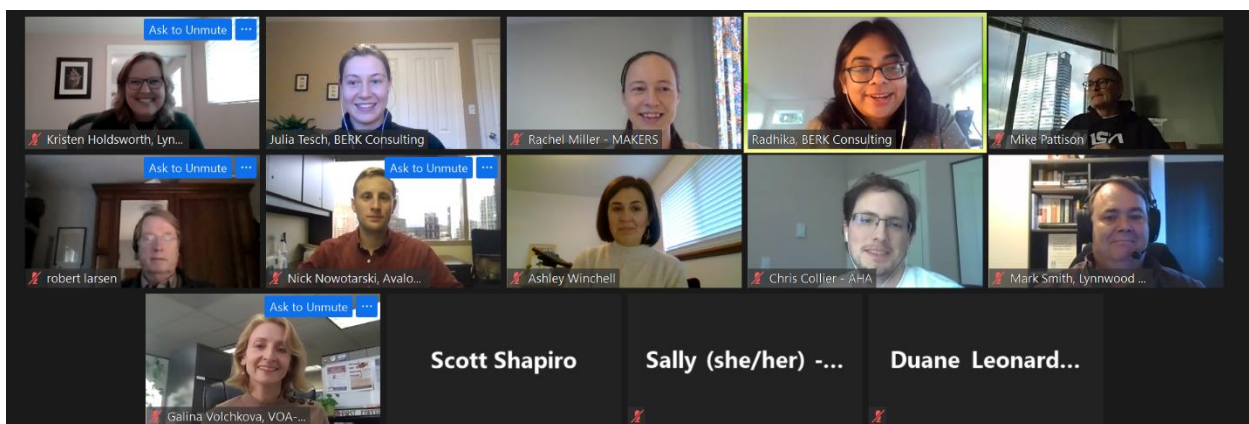 Ask to Unmute ...
Kristen Holdsworth, Lyn...
Julia Tesch, BERK Consulting
Rachel Miller - MAKERS
Radhika, BERK Consulting
Mike Pattison
Ask to Unmute ...
robert larsen
Ask to Unmute ...
Nick Nowotarski, Avalo...
Ashley Winchell
Chris Collier - AHA
Mark Smith, Lynnwood ...
Ask to Unmute ...
Galina Volchkova, VOA-...
Scott Shapiro
Sally (she/her) -...
Duane Leonard...